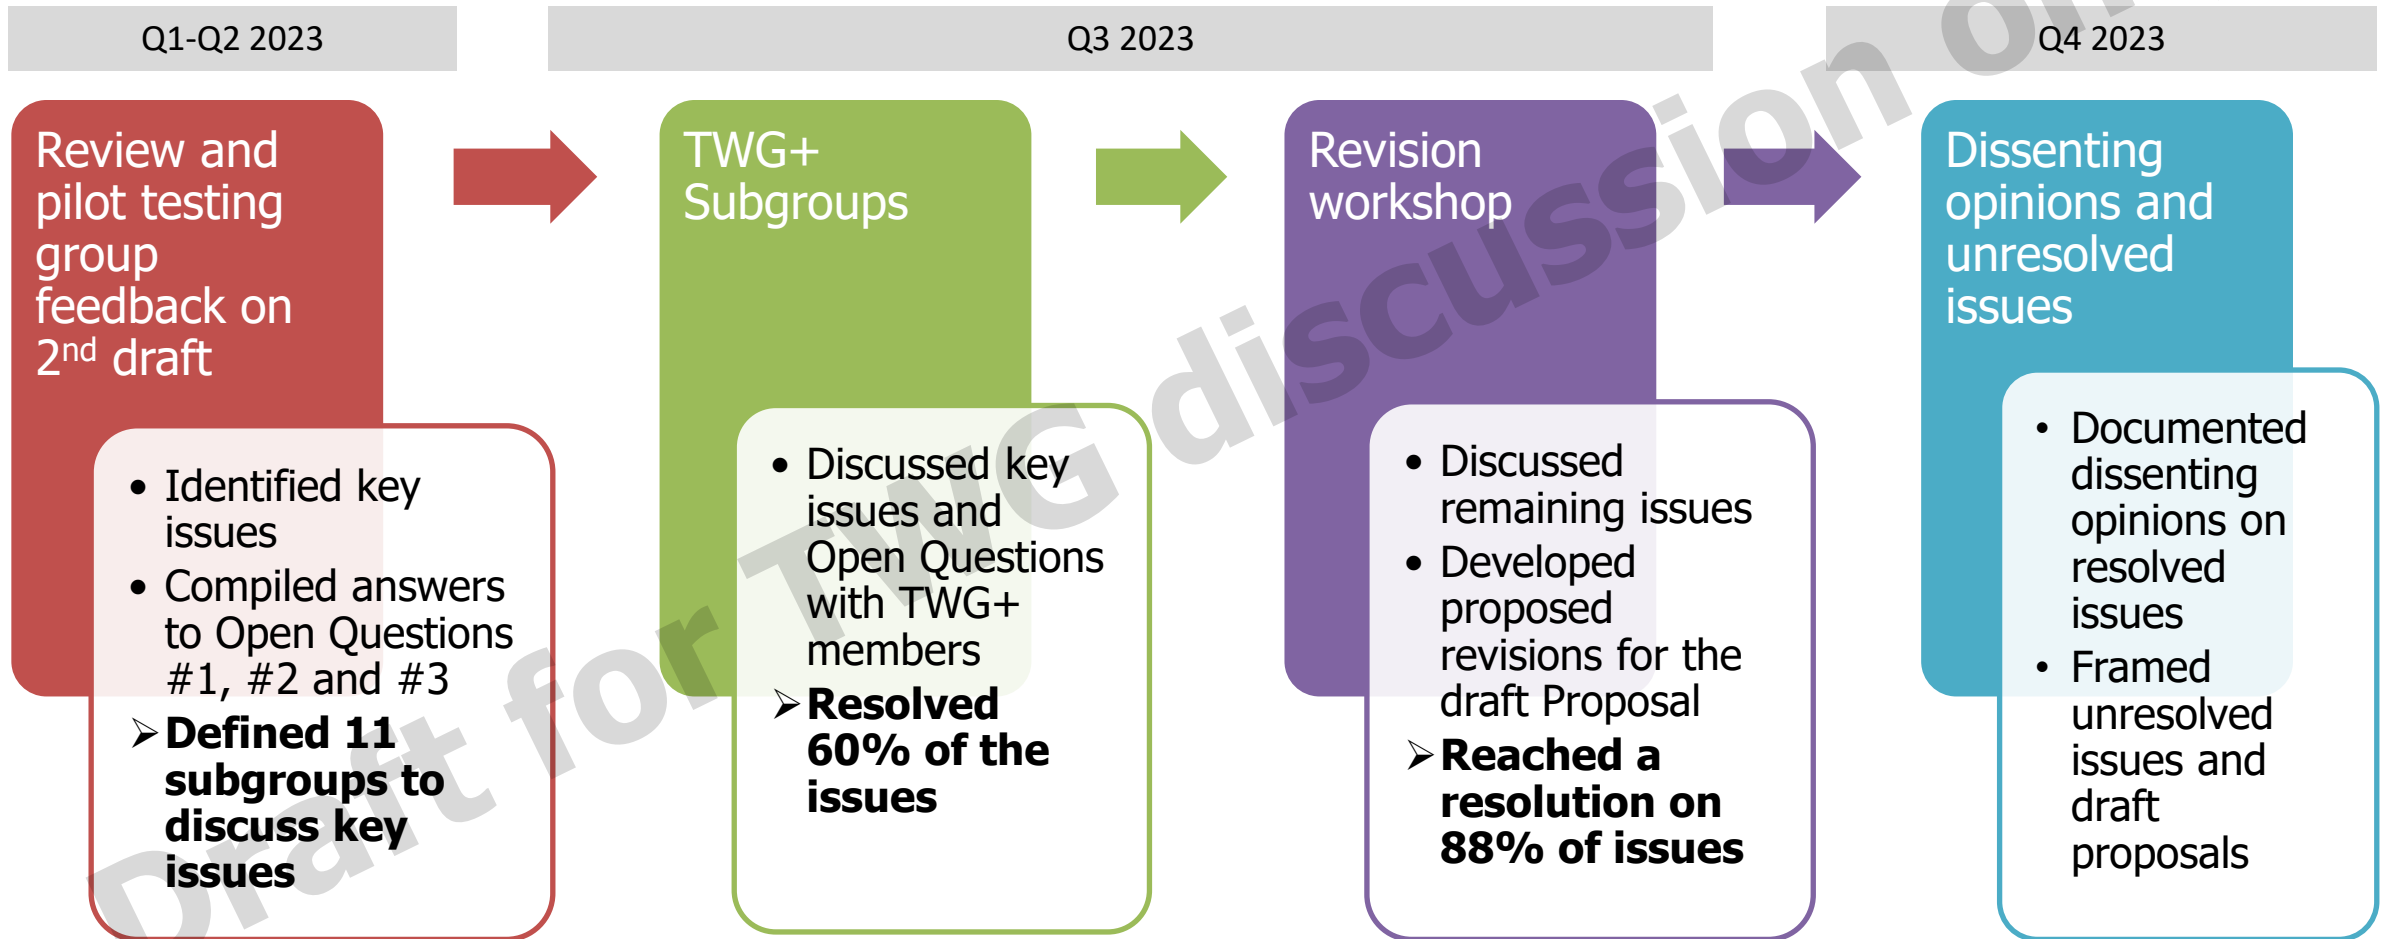 Q1-Q2 2023
Q3 2023
Q4 2023
Review and
pilot testing
group
feedback on
2nd draft
• Identified key
issues
• Compiled answers
to Open Questions
#1, #2 and #3
➢Defined 11
subgroups to
discuss key
issues
TWG+
Subgroups
• Discussed key
issues and
Open Questions
with TWG+
members
➢Resolved
60% of the
issues
Revision
workshop
• Discussed
remaining issues
• Developed
proposed
revisions for the
draft Proposal
➢Reached a
resolution on
88% of issues
Dissenting
opinions and
unresolved
issues
• Documented
dissenting
opinions on
resolved
issues
• Framed
unresolved
issues and
draft
proposals
Draft for TWG discussion on